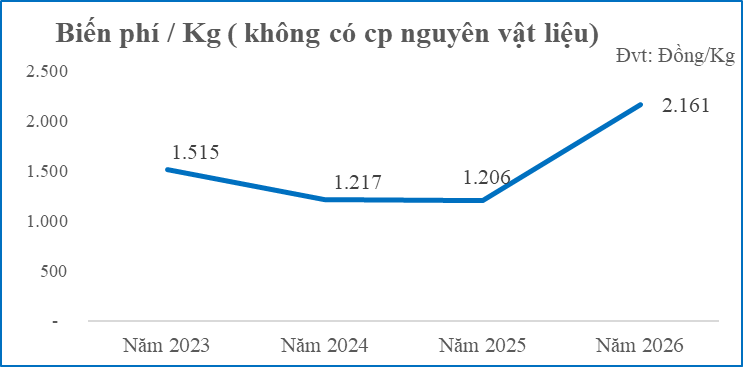 Biến phí / Kg ( không có cp nguyên vật liệu)
Đvt: Đồng/Kg
2.500
2.000
1.500
1.000
500
-
1.515
1.217
1.206
2.161
Năm 2023
Năm 2024
Năm 2025
Năm 2026